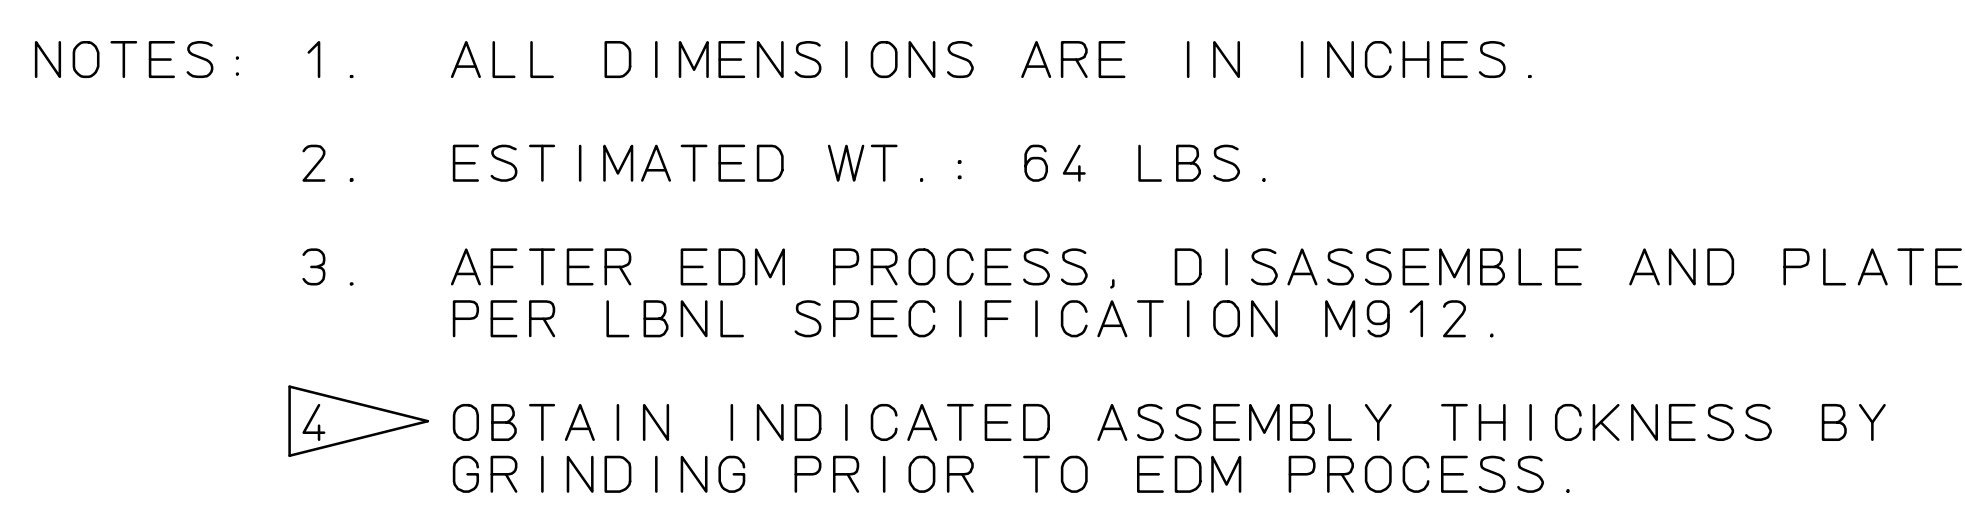 NOTES: 1. ALL DIMENSIONS ARE IN INCHES.
2. ESTIMATED WT.: 64 LBS.
3. AFTER EDM PROCESS, DISASSEMBLE AND PLATE
PER LBNL SPECIFICATION M912.
4 OBTAIN INDICATED ASSEMBLY THICKNESS BY
GRINDING PRIOR TO EDM PROCESS.